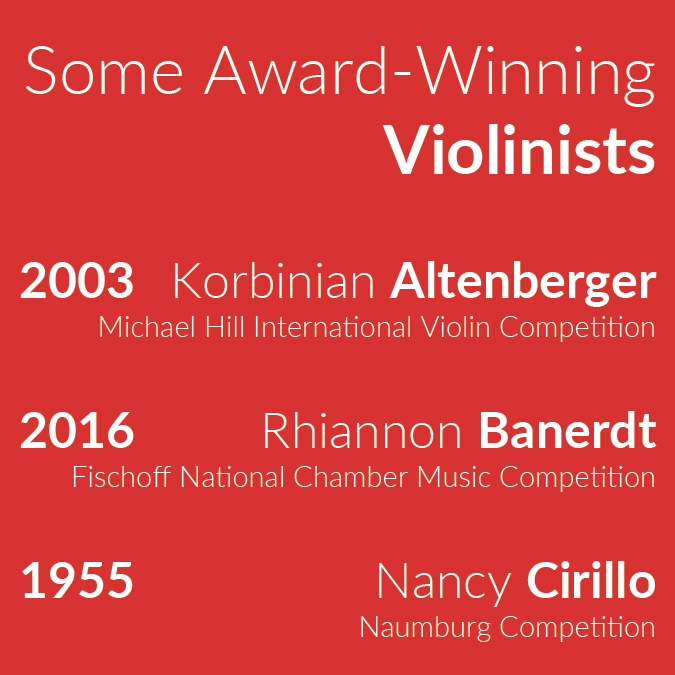 Some Award-Winning
Violinists
2003 Korbinian Altenberger
Michael Hill International Violin Competition
2016 Rhiannon Banerdt
Fischoff National Chamber Music Competition
1955 Nancy Cirillo
Naumburg Competition